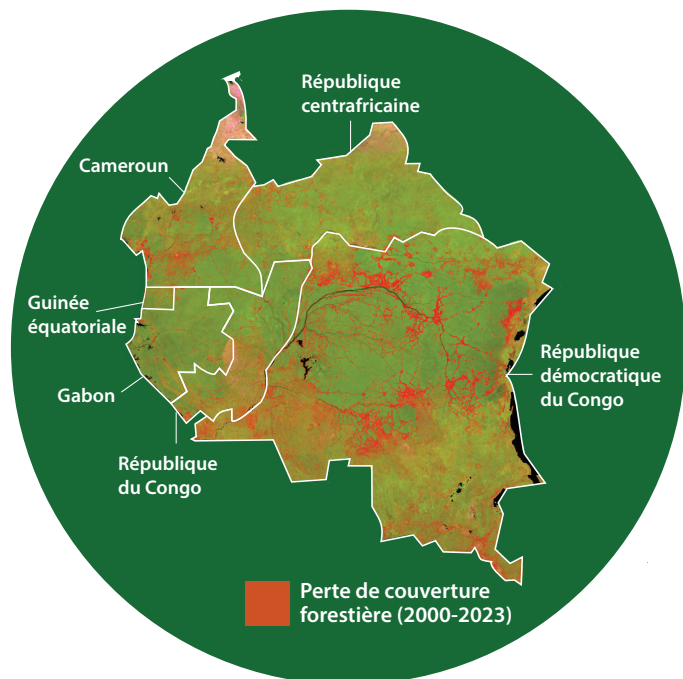 République
centrafricaine
Cameroun
Guinée
équatoriale
Gabon
République
du Congo
République
démocratique
du Congo
Perte de couverture
forestière (2000-2023)